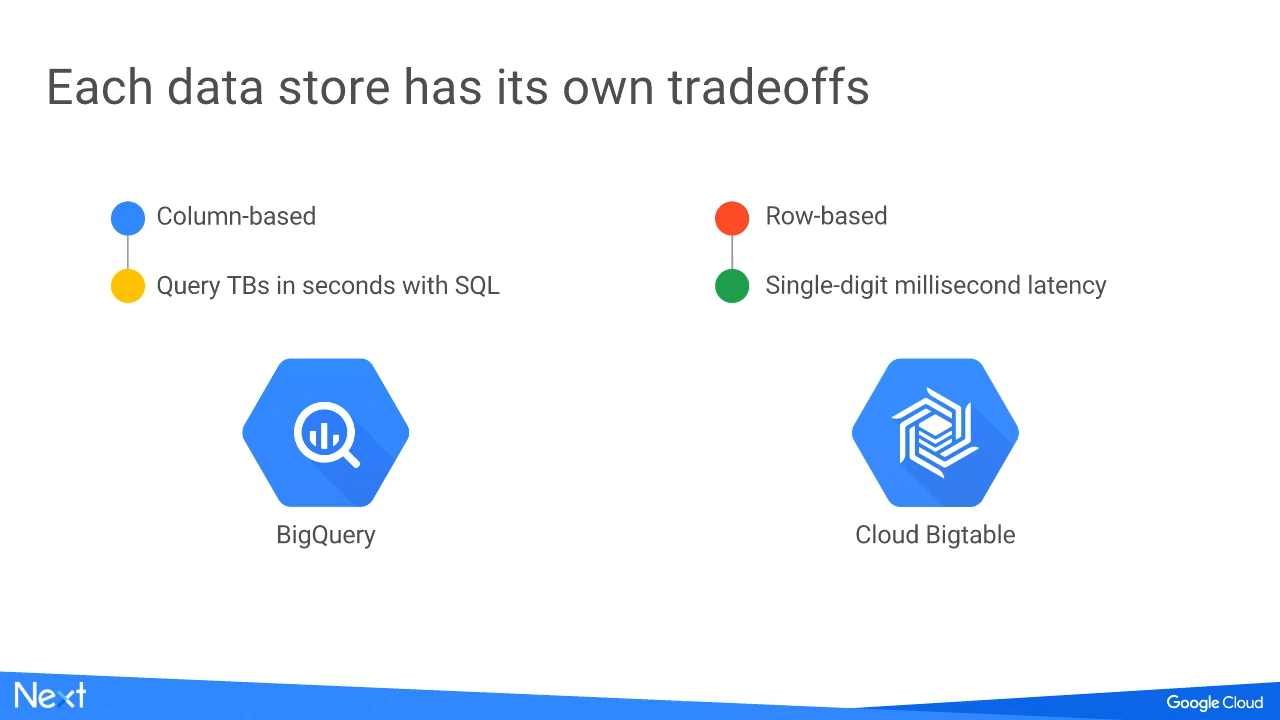 Each data store has its own tradeoffs
Column-based
Query TBs in seconds with SQL
BigQuery
Row-based
Single-digit millisecond latency
Cloud Bigtable
Next
Google Cloud